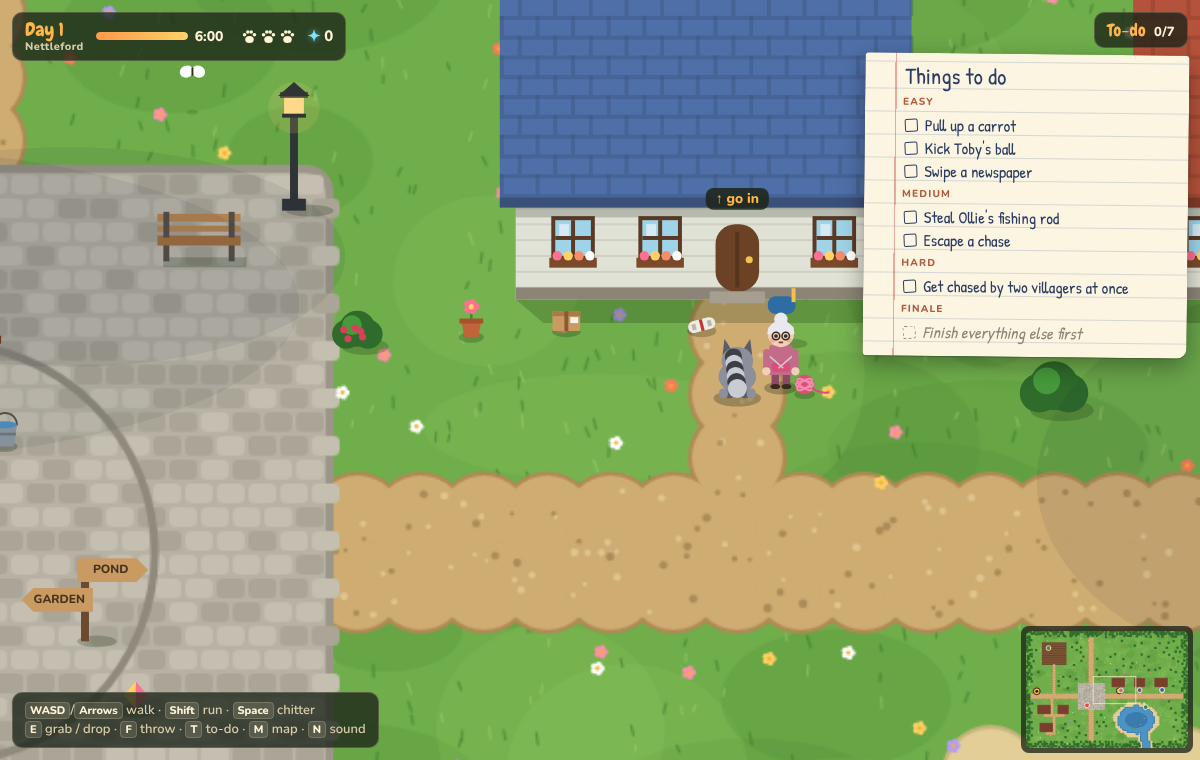 Day 1
Nettleford
6:00
0
To-do 0/7
Things to do
EASY
Pull up a carrot
Kick Toby's ball
Swipe a newspaper
MEDIUM
Steal Ollie's fishing rod
Escape a chase
HARD
Get chased by two villagers at once
FINALE
Finish everything else first
↑ go in
POND
GARDEN
WASD/Arrows walk · Shift run · Space chitter
E grab / drop · F throw · T to-do · M map · N sound